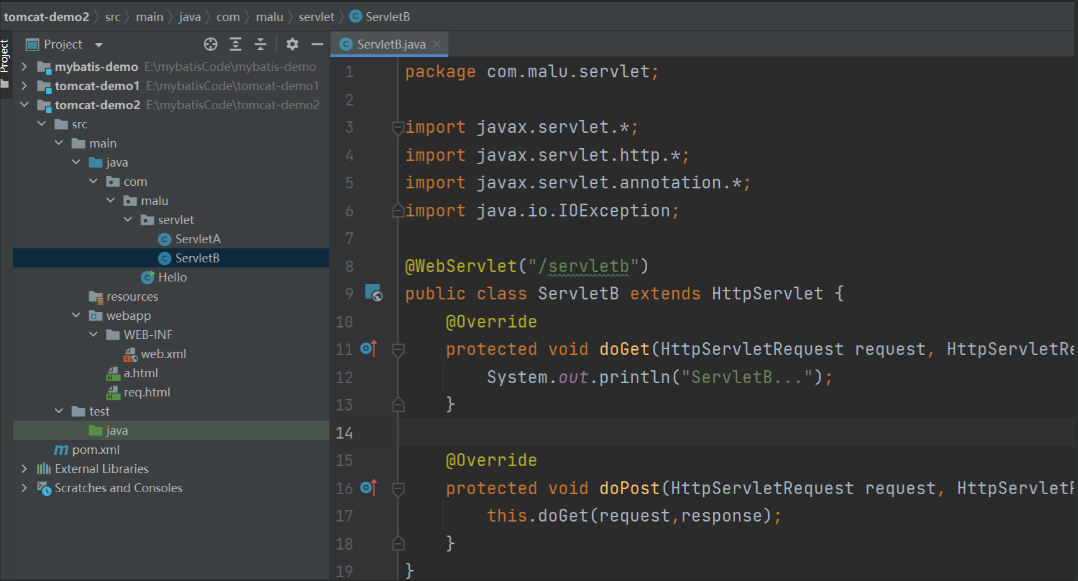 tomcat-demo2 src main java com malu servlet ServletB
Project
Project
ServletB.java
mybatis-demo E:\mybatisCode\mybatis-demo
tomcat-demo1 E:\mybatisCode\tomcat-demo1
tomcat-demo2 E:\mybatisCode\tomcat-demo2
src
main
java
com
malu
servlet
ServletA
ServletB
Hello
resources
webapp
WEB-INF
web.xml
a.html
req.html
test
java
pom.xml
External Libraries
Scratches and Consoles
1 package com.malu.servlet;
2
3 import javax.servlet.*;
4 import javax.servlet.http.*;
5 import javax.servlet.annotation.*;
6 import java.io.IOException;
7
8 @WebServlet("/servletb")
9 public class ServletB extends HttpServlet {
10 @Override
11 protected void doGet(HttpServletRequest request, HttpServletRe
12 System.out.println("ServletB...");
13 }
14
15 @Override
16 protected void doPost(HttpServletRequest request, HttpServletR
17 this.doGet(request,response);
18 }
19 }